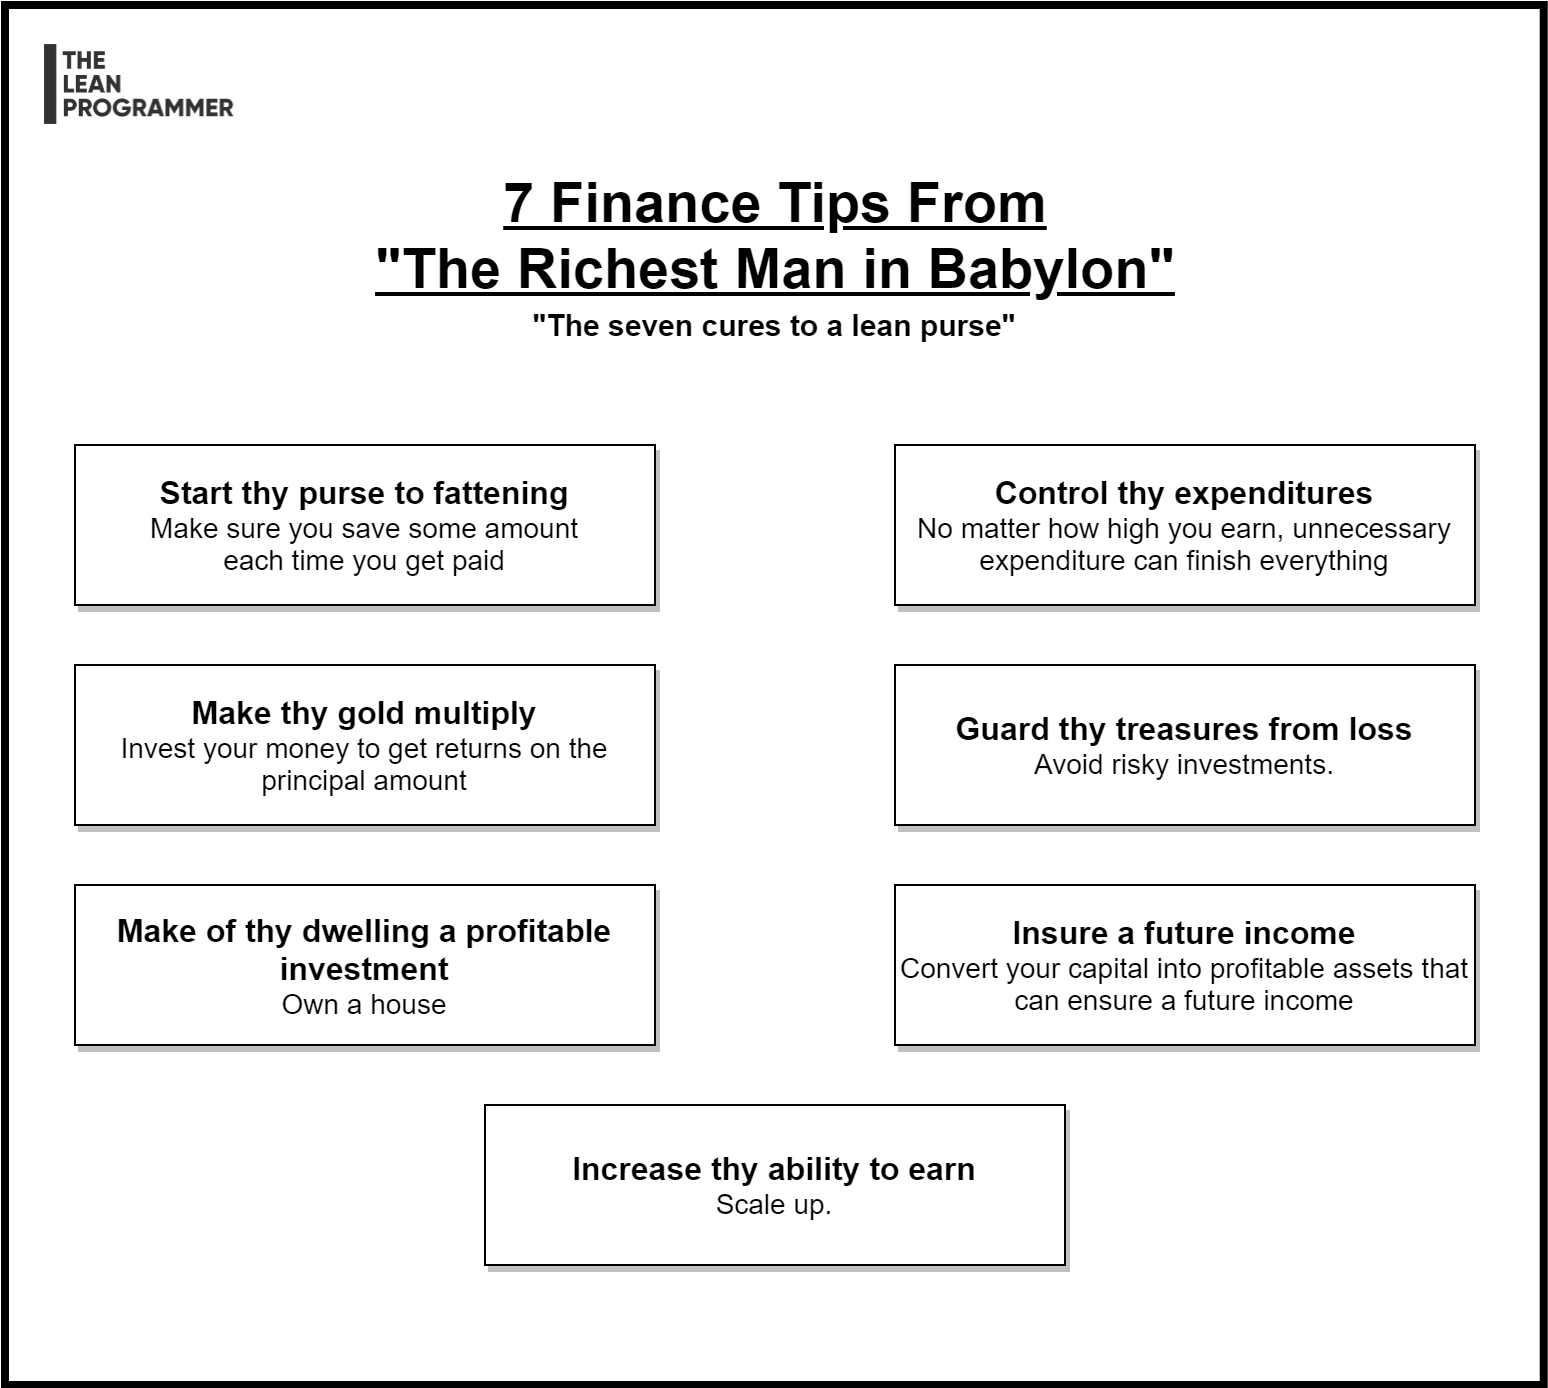 THE
LEAN
PROGRAMMER
7 Finance Tips From
"The Richest Man in Babylon"
"The seven cures to a lean purse"
Start thy purse to fattening
Make sure you save some amount
each time you get paid
Control thy expenditures
No matter how high you earn, unnecessary
expenditure can finish everything
Make thy gold multiply
Invest your money to get returns on the
principal amount
Guard thy treasures from loss
Avoid risky investments.
Make of thy dwelling a profitable
investment
Own a house
Insure a future income
Convert your capital into profitable assets that
can ensure a future income
Increase thy ability to earn
Scale up.